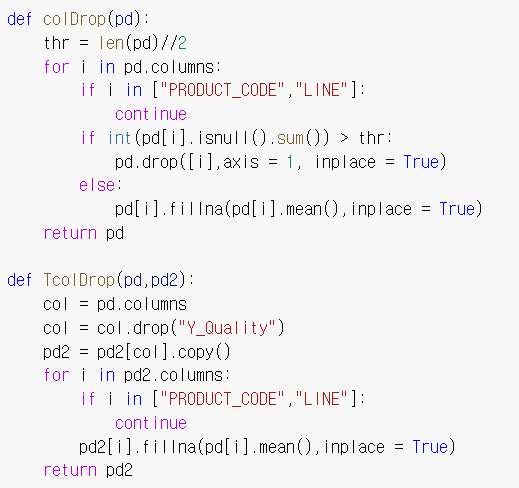 def colDrop(pd):
    thr = len(pd)//2
    for i in pd.columns:
        if i in ["PRODUCT_CODE","LINE"]:
            continue
        if int(pd[i].isnull().sum()) > thr:
            pd.drop([i],axis = 1, inplace = True)
        else:
            pd[i].fillna(pd[i].mean(),inplace = True)
    return pd

def TcolDrop(pd,pd2):
    col = pd.columns
    col = col.drop("Y_Quality")
    pd2 = pd2[col].copy()
    for i in pd2.columns:
        if i in ["PRODUCT_CODE","LINE"]:
            continue
        pd2[i].fillna(pd[i].mean(),inplace = True)
    return pd2